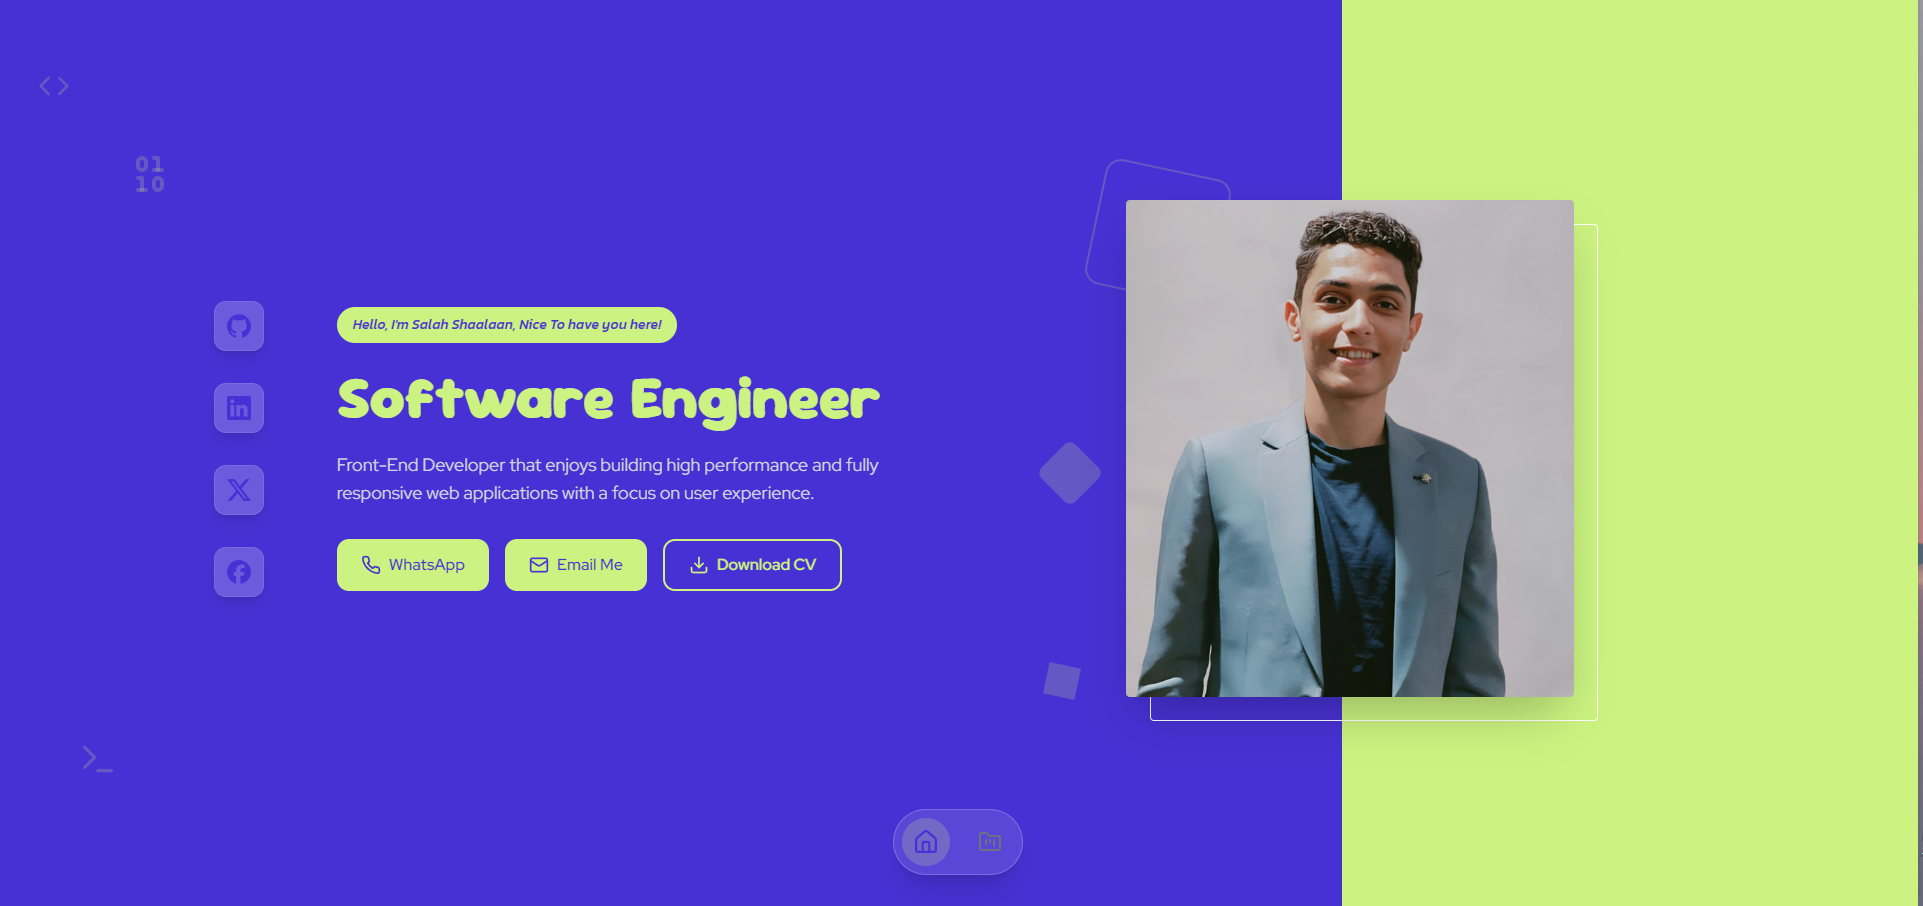 01
10
Hello, I'm Salah Shaalaan, Nice To have you here!
Software Engineer
Front-End Developer that enjoys building high performance and fully
responsive web applications with a focus on user experience.
WhatsApp
Email Me
Download CV